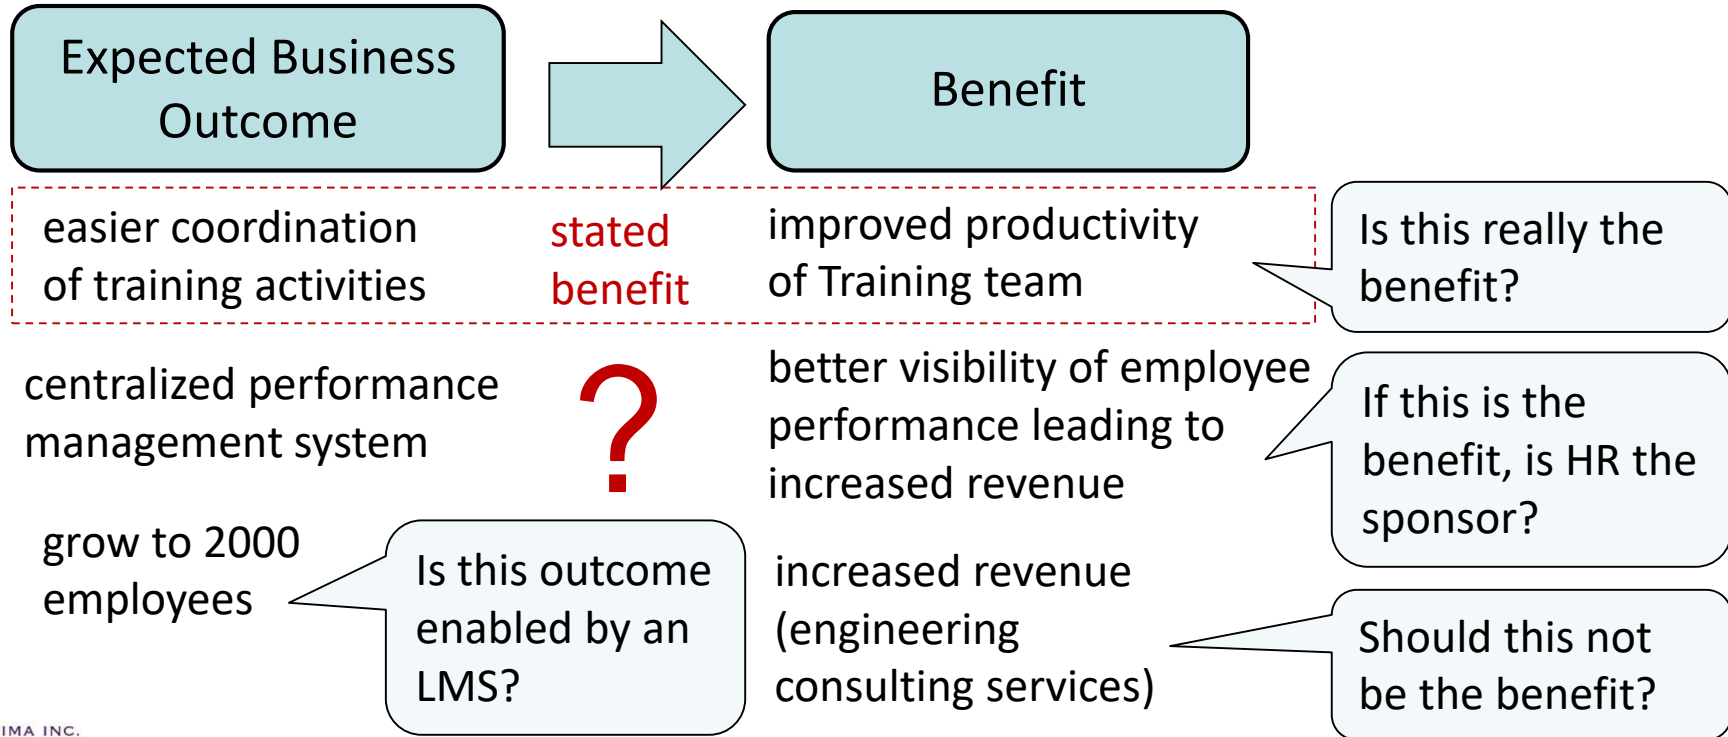 Expected Business
Outcome
Benefit
easier coordination
of training activities
stated
benefit
improved productivity
of Training team
Is this really the
benefit?
centralized performance
management system
?
better visibility of employee
performance leading to
increased revenue
If this is the
benefit, is HR the
sponsor?
grow to 2000
employees
Is this outcome
enabled by an
LMS?
increased revenue
(engineering
consulting services)
Should this not
be the benefit?
IMA INC.